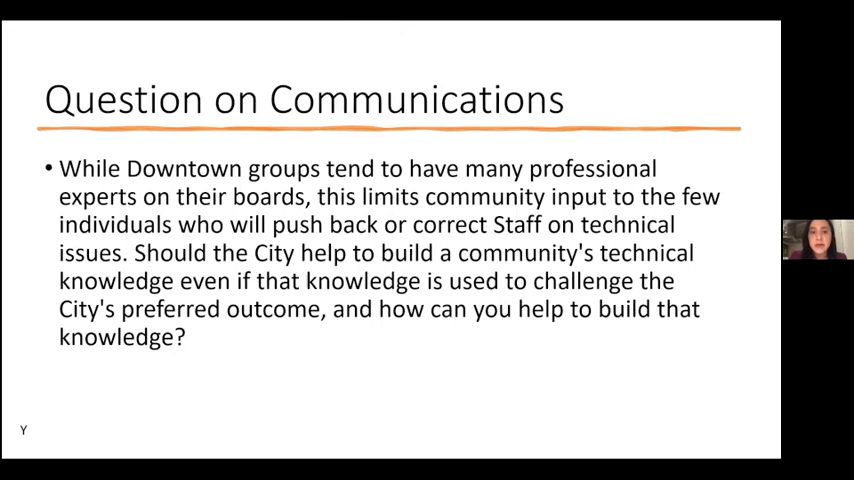 Question on Communications
• While Downtown groups tend to have many professional
experts on their boards, this limits community input to the few
individuals who will push back or correct Staff on technical
issues. Should the City help to build a community's technical
knowledge even if that knowledge is used to challenge the
City's preferred outcome, and how can you help to build that
knowledge?
Y